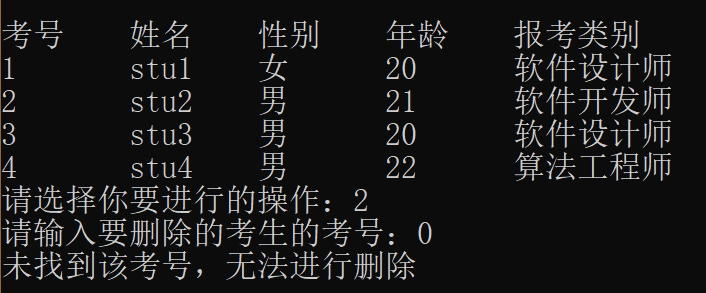 考号 姓名 性别 年龄 报考类别
1 stu1 女 20 软件设计师
2 stu2 男 21 软件开发师
3 stu3 男 20 软件设计师
4 stu4 男 22 算法工程师
请选择你要进行的操作：2
请输入要删除的考生的考号：0
未找到该考号，无法进行删除